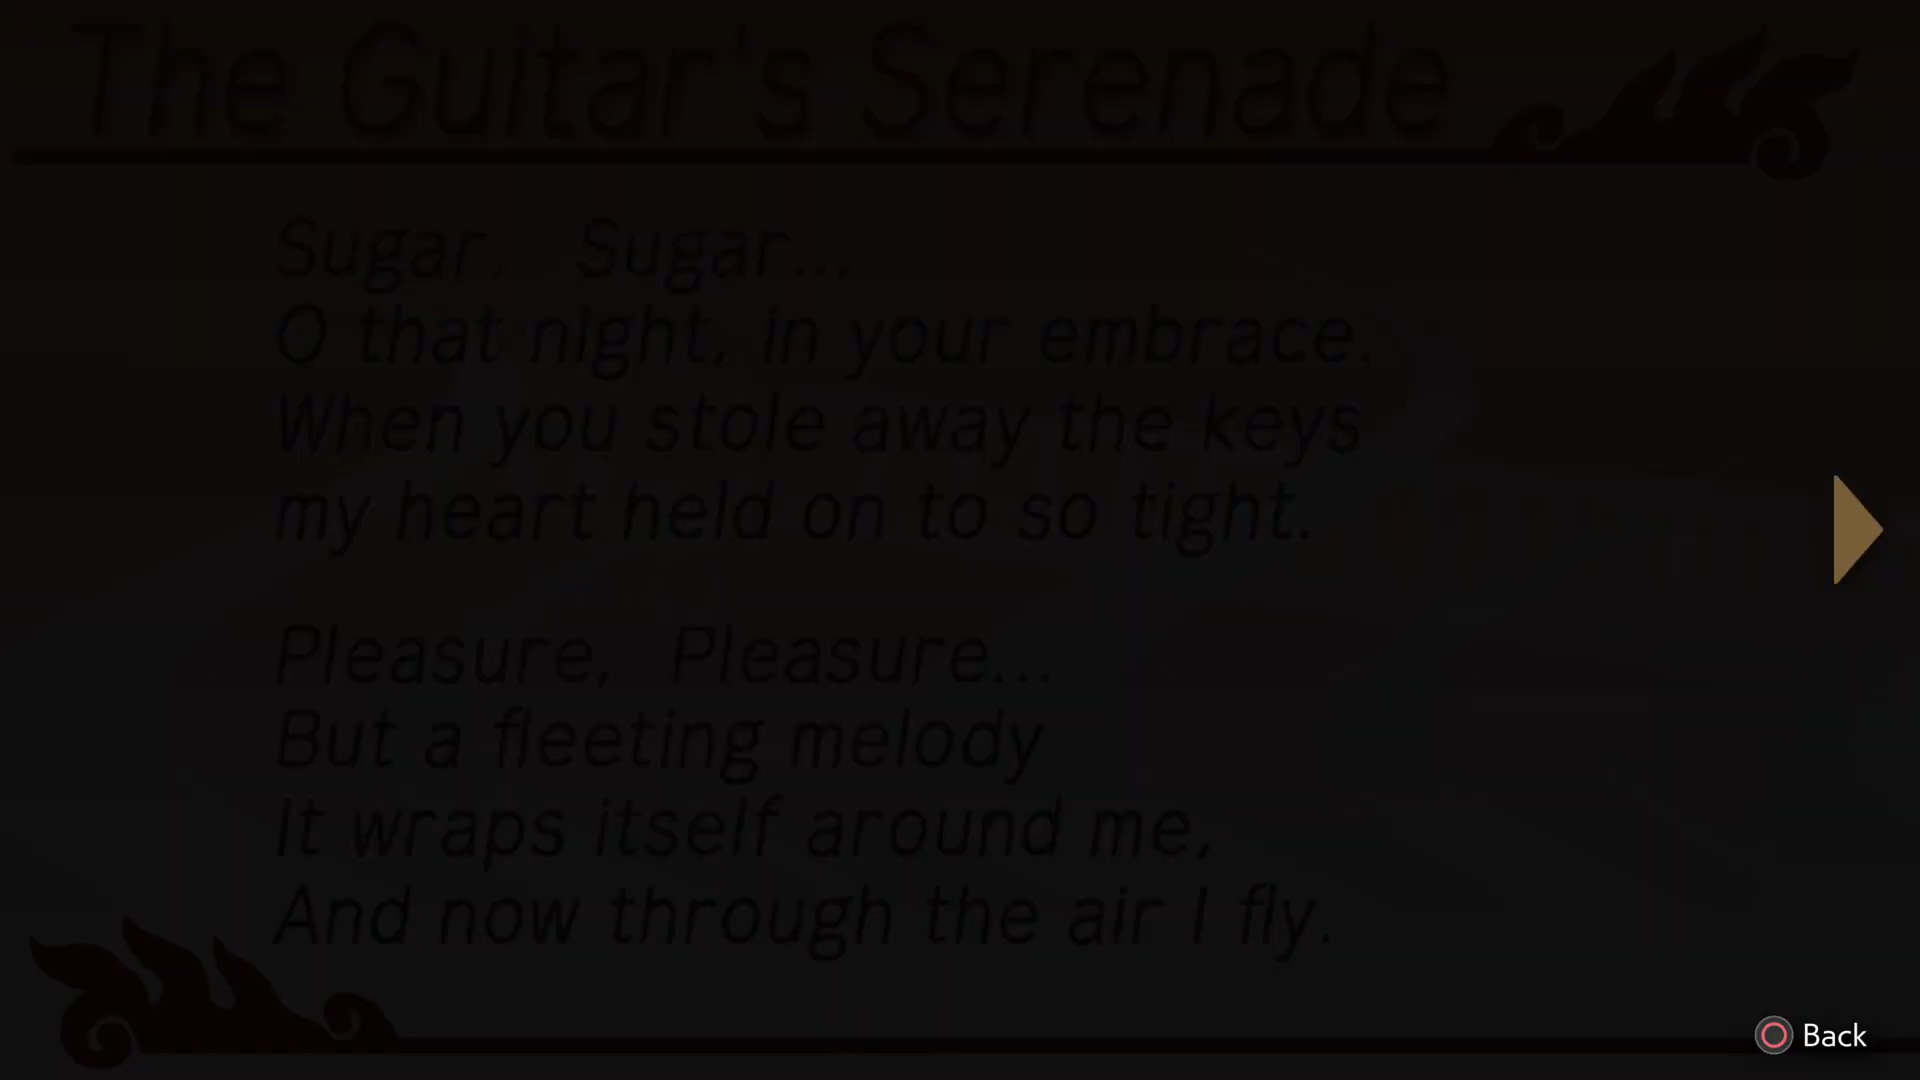 The Guitar's Serenade
Sugar, Sugar...
O that night, in your embrace.
When you stole away the keys
my heart held on to so tight.
Pleasure, Pleasure...
But a fleeting melody
It wraps itself around me,
And now through the air I fly.
Back